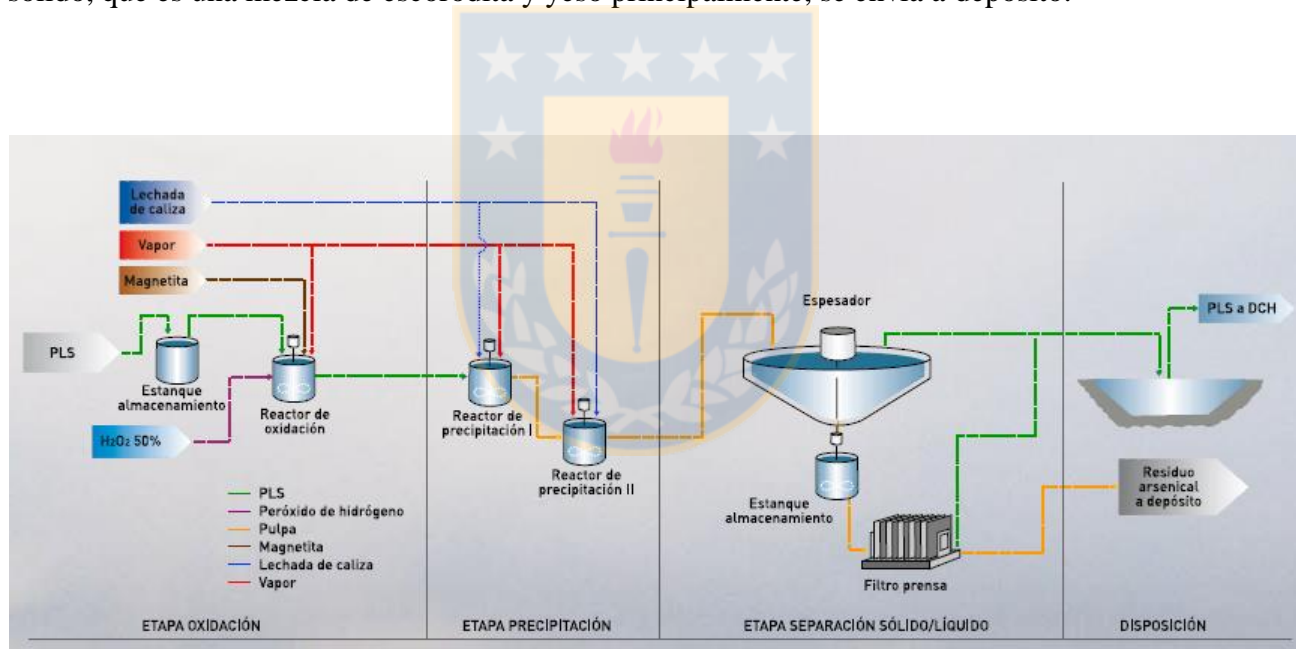 sólido, que es una mezcla de escorodita y yeso principalmente, se envía a depósito.
Lechada
de caliza
Vapor
Magnetita
PLS
Estanque
almacenamiento
Reactor de
oxidación
H2O2 50%
Reactor de
precipitación I
Reactor de
precipitación II
Espesador
Estanque
almacenamiento
Filtro prensa
PLS a DCH
Residuo
arsenical
a depósito
PLS
Peróxido de hidrógeno
Pulpa
Magnetita
Lechada de caliza
Vapor
ETAPA OXIDACIÓN
ETAPA PRECIPITACIÓN
ETAPA SEPARACIÓN SÓLIDO/LÍQUIDO
DISPOSICIÓN